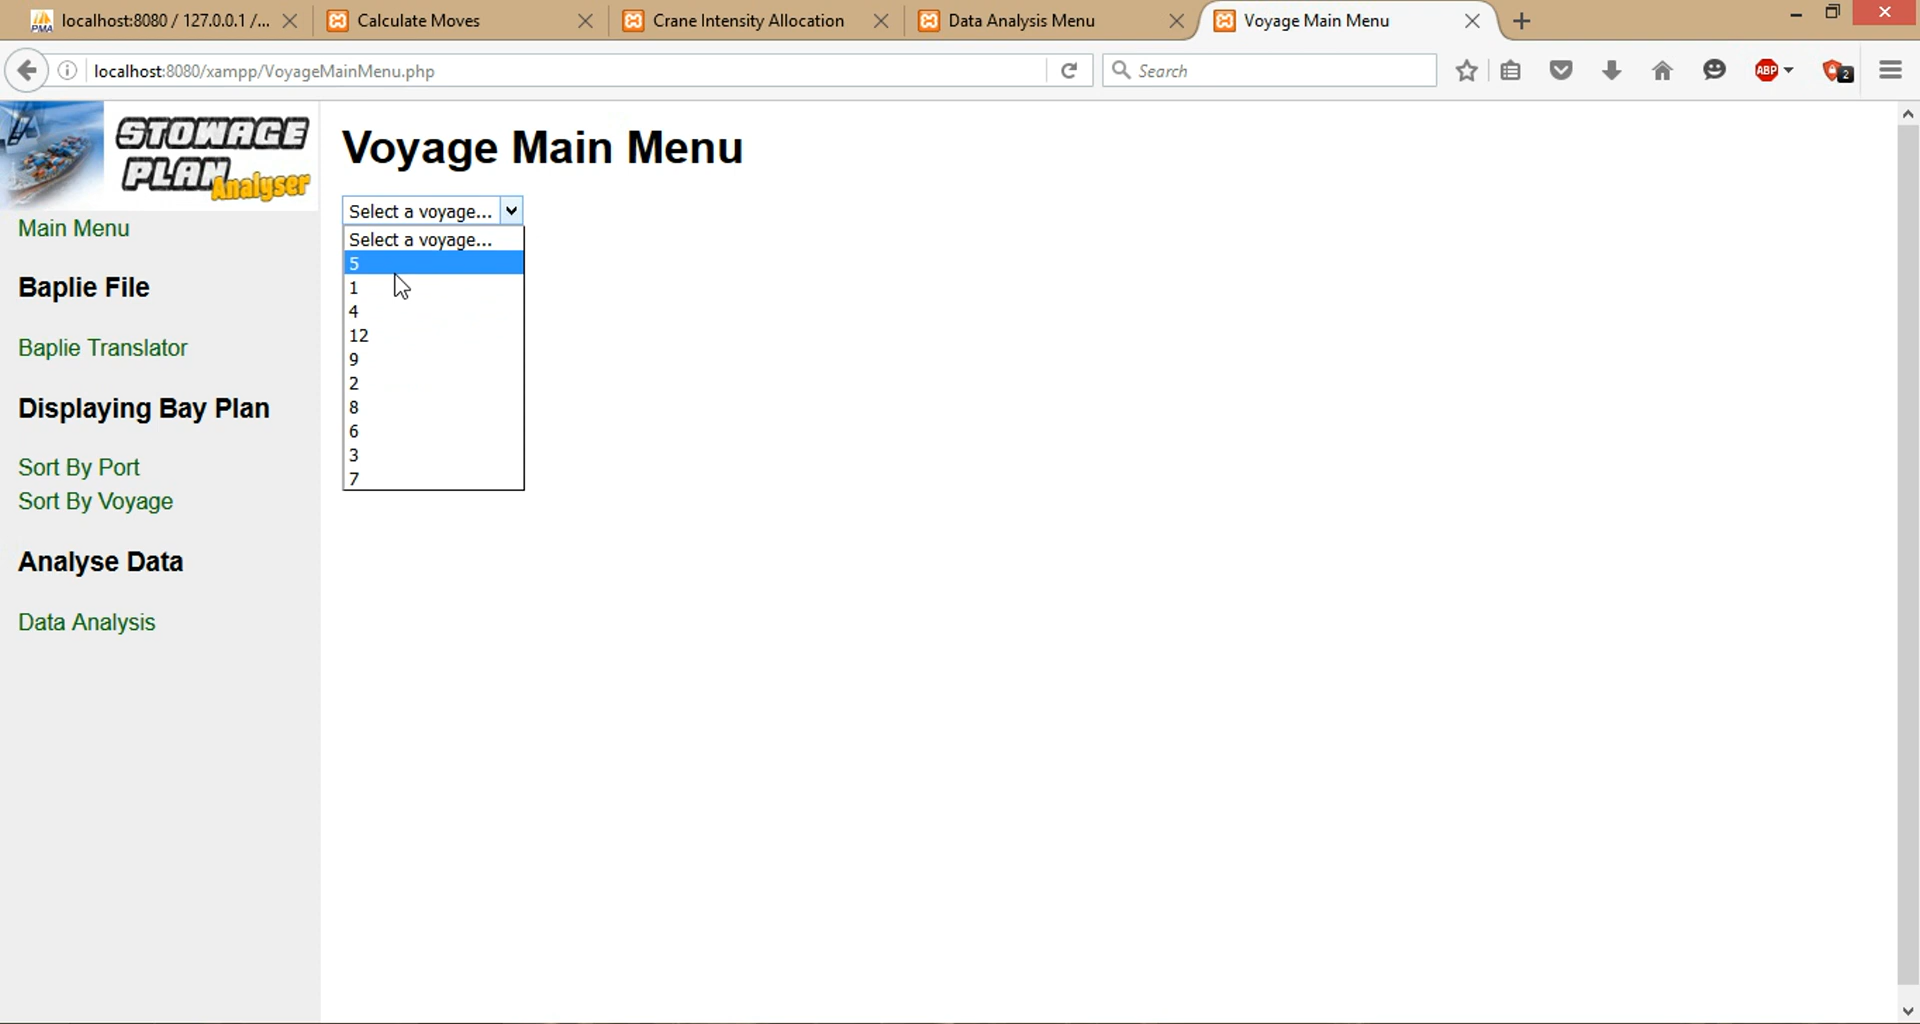 localhost:8080 / 127.0.0.1 /...
Calculate Moves
Crane Intensity Allocation
Data Analysis Menu
Voyage Main Menu
localhost:8080/xampp/VoyageMainMenu.php
Search
ABP
2
PMA
STOWAGE
PLAN Analyser
Main Menu
Baplie File
Baplie Translator
Displaying Bay Plan
Sort By Port
Sort By Voyage
Analyse Data
Data Analysis
Voyage Main Menu
Select a voyage...
Select a voyage...
5
1
4
12
9
2
8
6
3
7